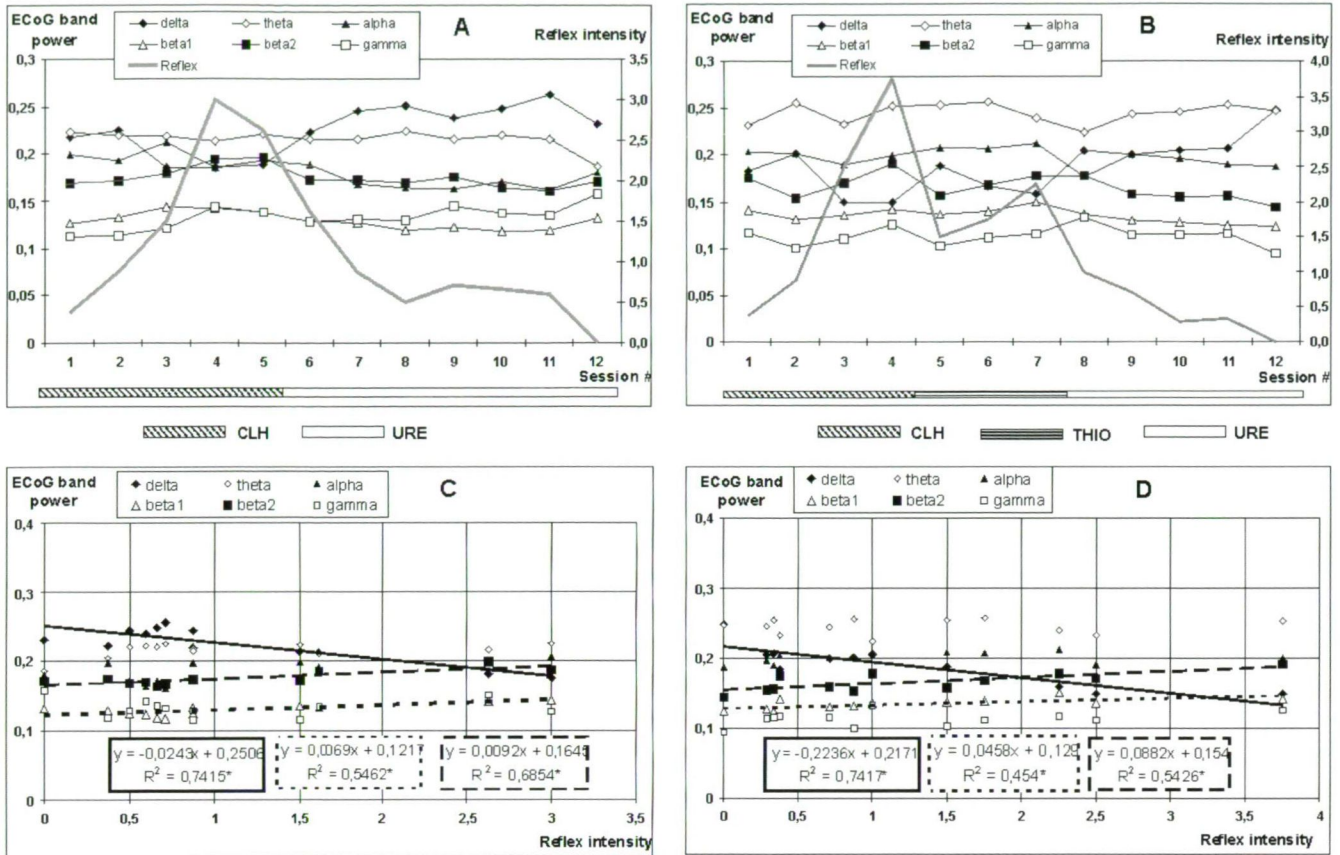 ECoG band power
delta theta alpha
beta1 beta2 gamma
Reflex
A
Reflex intensity
0,3
0,25
0,2
0,15
0,1
0,05
0
3,5
3,0
2,5
2,0
1,5
1,0
0,5
0,0
1 2 3 4 5 6 7 8 9 10 11 12
Session #
CLH URE
ECoG band power
delta theta alpha
beta1 beta2 gamma
Reflex
B
Reflex intensity
0,3
0,25
0,2
0,15
0,1
0,05
0
4,0
3,5
3,0
2,5
2,0
1,5
1,0
0,5
0,0
1 2 3 4 5 6 7 8 9 10 11 12
Session #
CLH THIO URE
ECoG band power
delta theta alpha
beta1 beta2 gamma
C
0,4
0,3
0,2
0,1
0
y = -0,0243x + 0,2506
R² = 0,7415*
y = 0,0069x + 0,1217
R² = 0,5462*
y = 0,0092x + 0,1645
R² = 0,6854*
0 0,5 1 1,5 2 2,5 3 3,5
Reflex intensity
ECoG band power
delta theta alpha
beta1 beta2 gamma
D
0,4
0,3
0,2
0,1
0
y = -0,2236x + 0,2171
R² = 0,7417*
y = 0,0458x + 0,129
R² = 0,454*
y = 0,0882x + 0,154
R² = 0,5426*
0 0,5 1 1,5 2 2,5 3 3,5 4
Reflex intensity